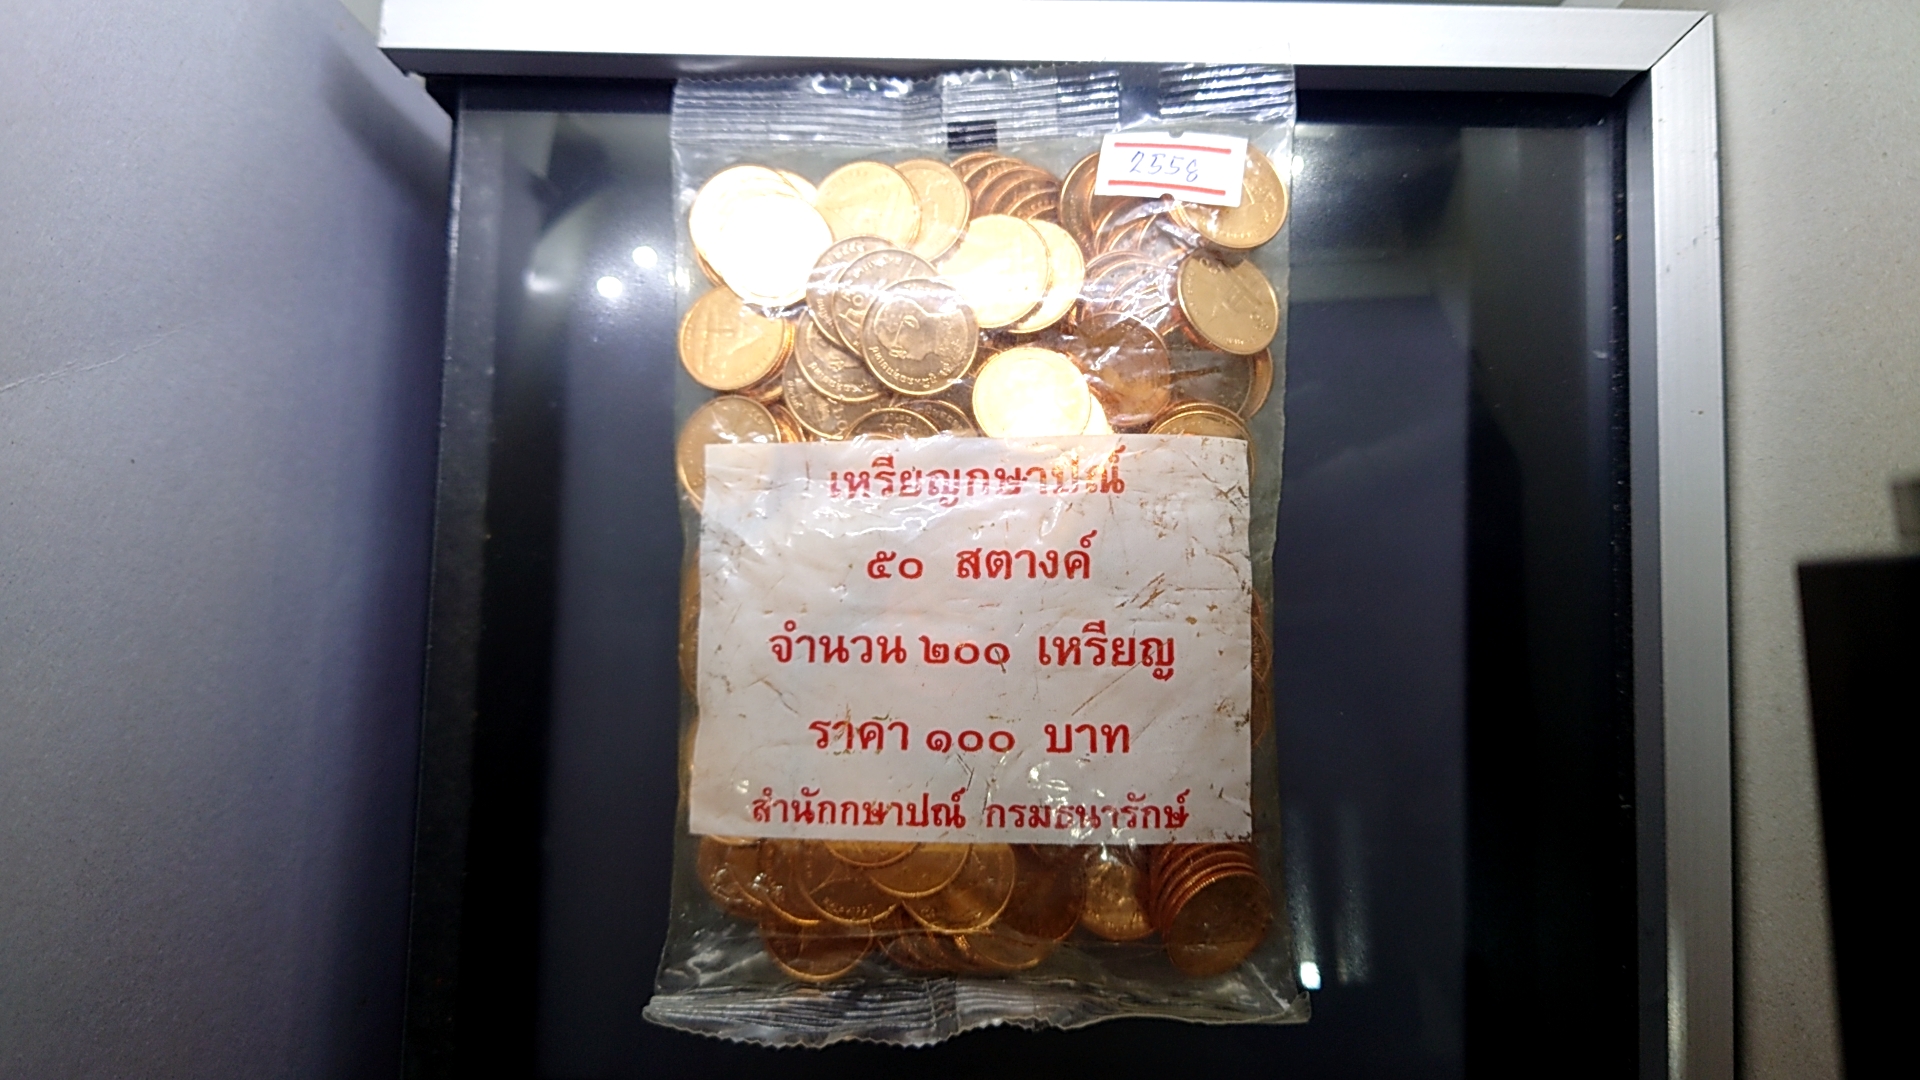 2558
เหรียญกษาปณ์
๕๐ สตางค์
จำนวน ๒๐๑ เหรียญ
ราคา ๑๐๐ บาท
สำนักกษาปณ์ กรมธนารักษ์